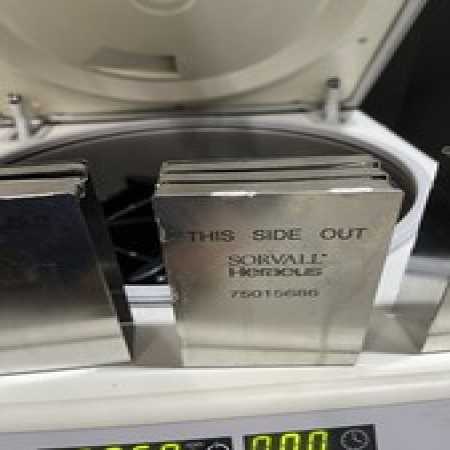 THIS SIDE OUT
SORVALL
Heraeus
75015686
000